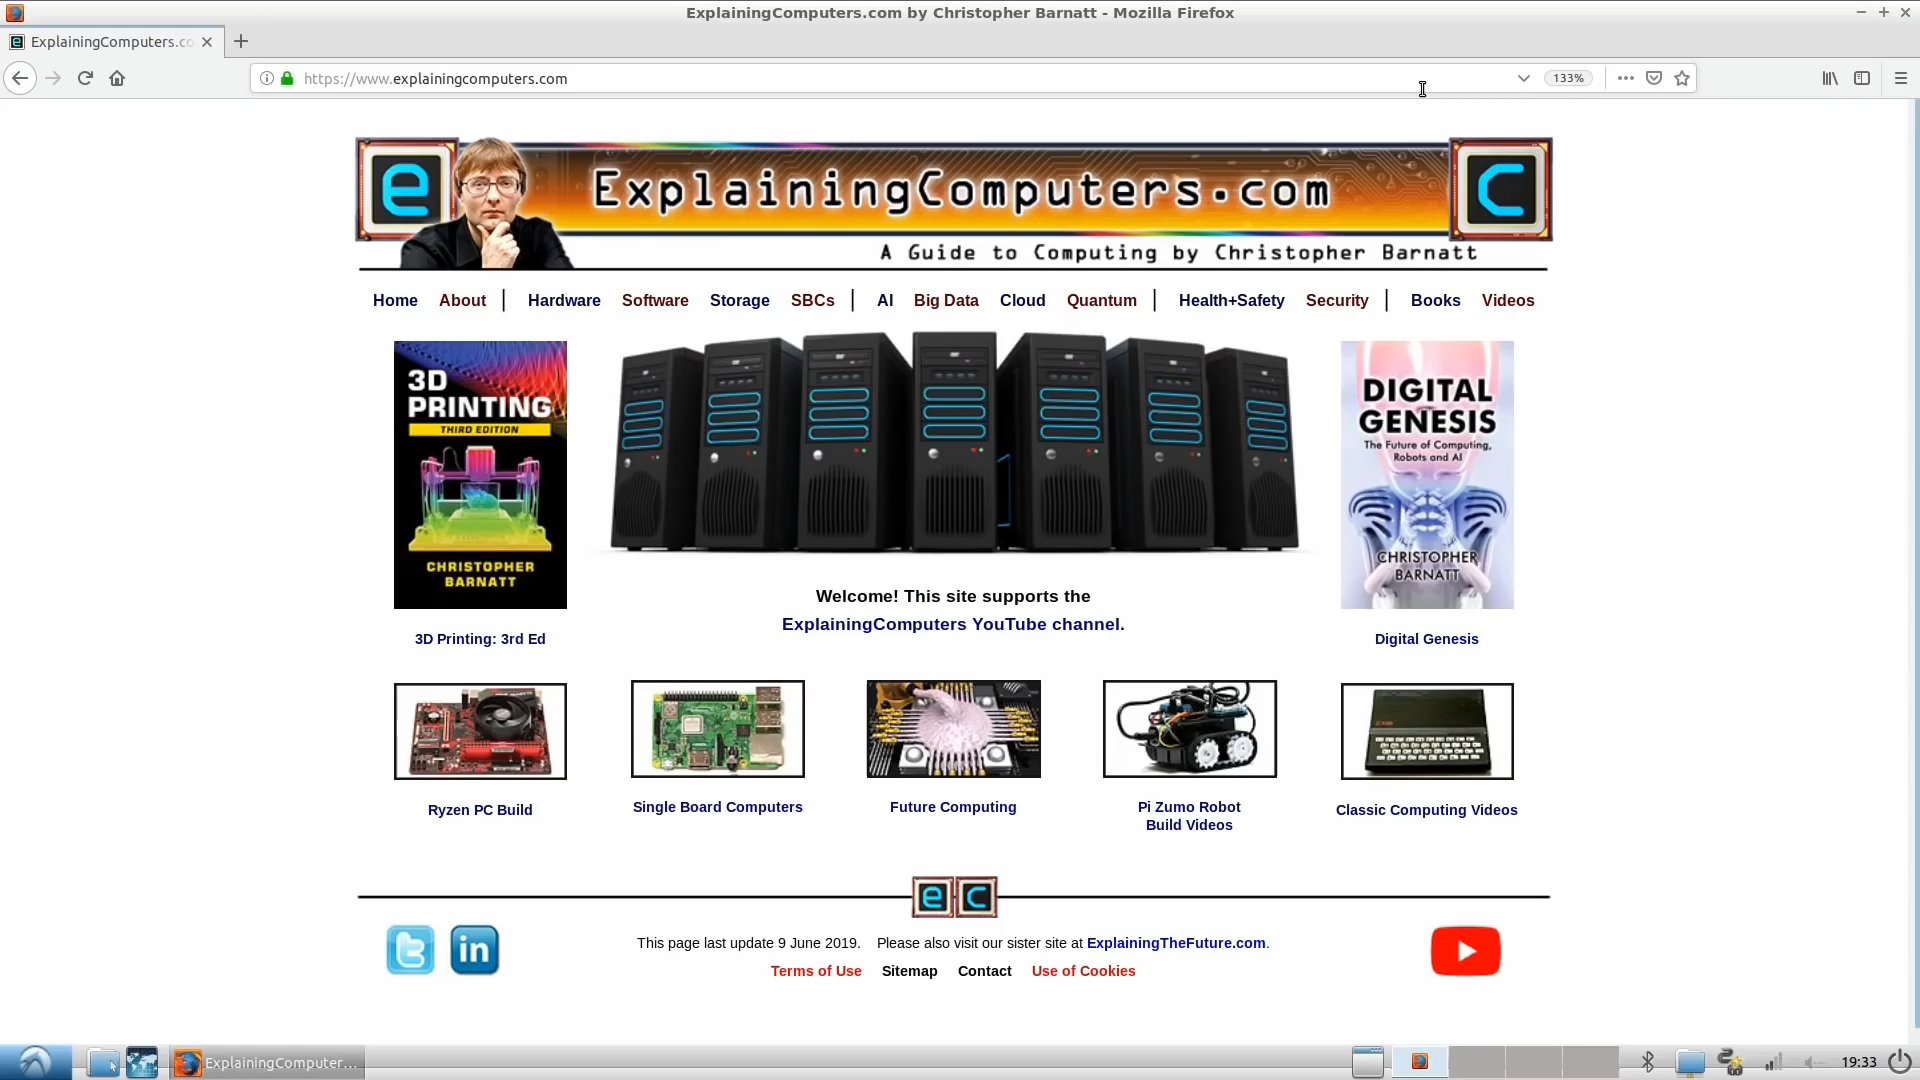 ExplainingComputers.com by Christopher Barnatt - Mozilla Firefox
ExplainingComputers.co
https://www.explainingcomputers.com
133%
e ExplainingComputers.com C
A Guide to Computing by Christopher Barnatt
Home About | Hardware Software Storage SBCs | AI Big Data Cloud Quantum | Health+Safety Security | Books Videos
3D
PRINTING
THIRD EDITION
CHRISTOPHER
BARNATT
DIGITAL
GENESIS
The Future of Computing,
Robots and AI
CHRISTOPHER
BARNATT
Welcome! This site supports the
ExplainingComputers YouTube channel.
3D Printing: 3rd Ed
Digital Genesis
Ryzen PC Build
Single Board Computers
Future Computing
Pi Zumo Robot
Build Videos
Classic Computing Videos
e c
in
This page last update 9 June 2019. Please also visit our sister site at ExplainingTheFuture.com.
Terms of Use Sitemap Contact Use of Cookies
ExplainingComputer...
19:33